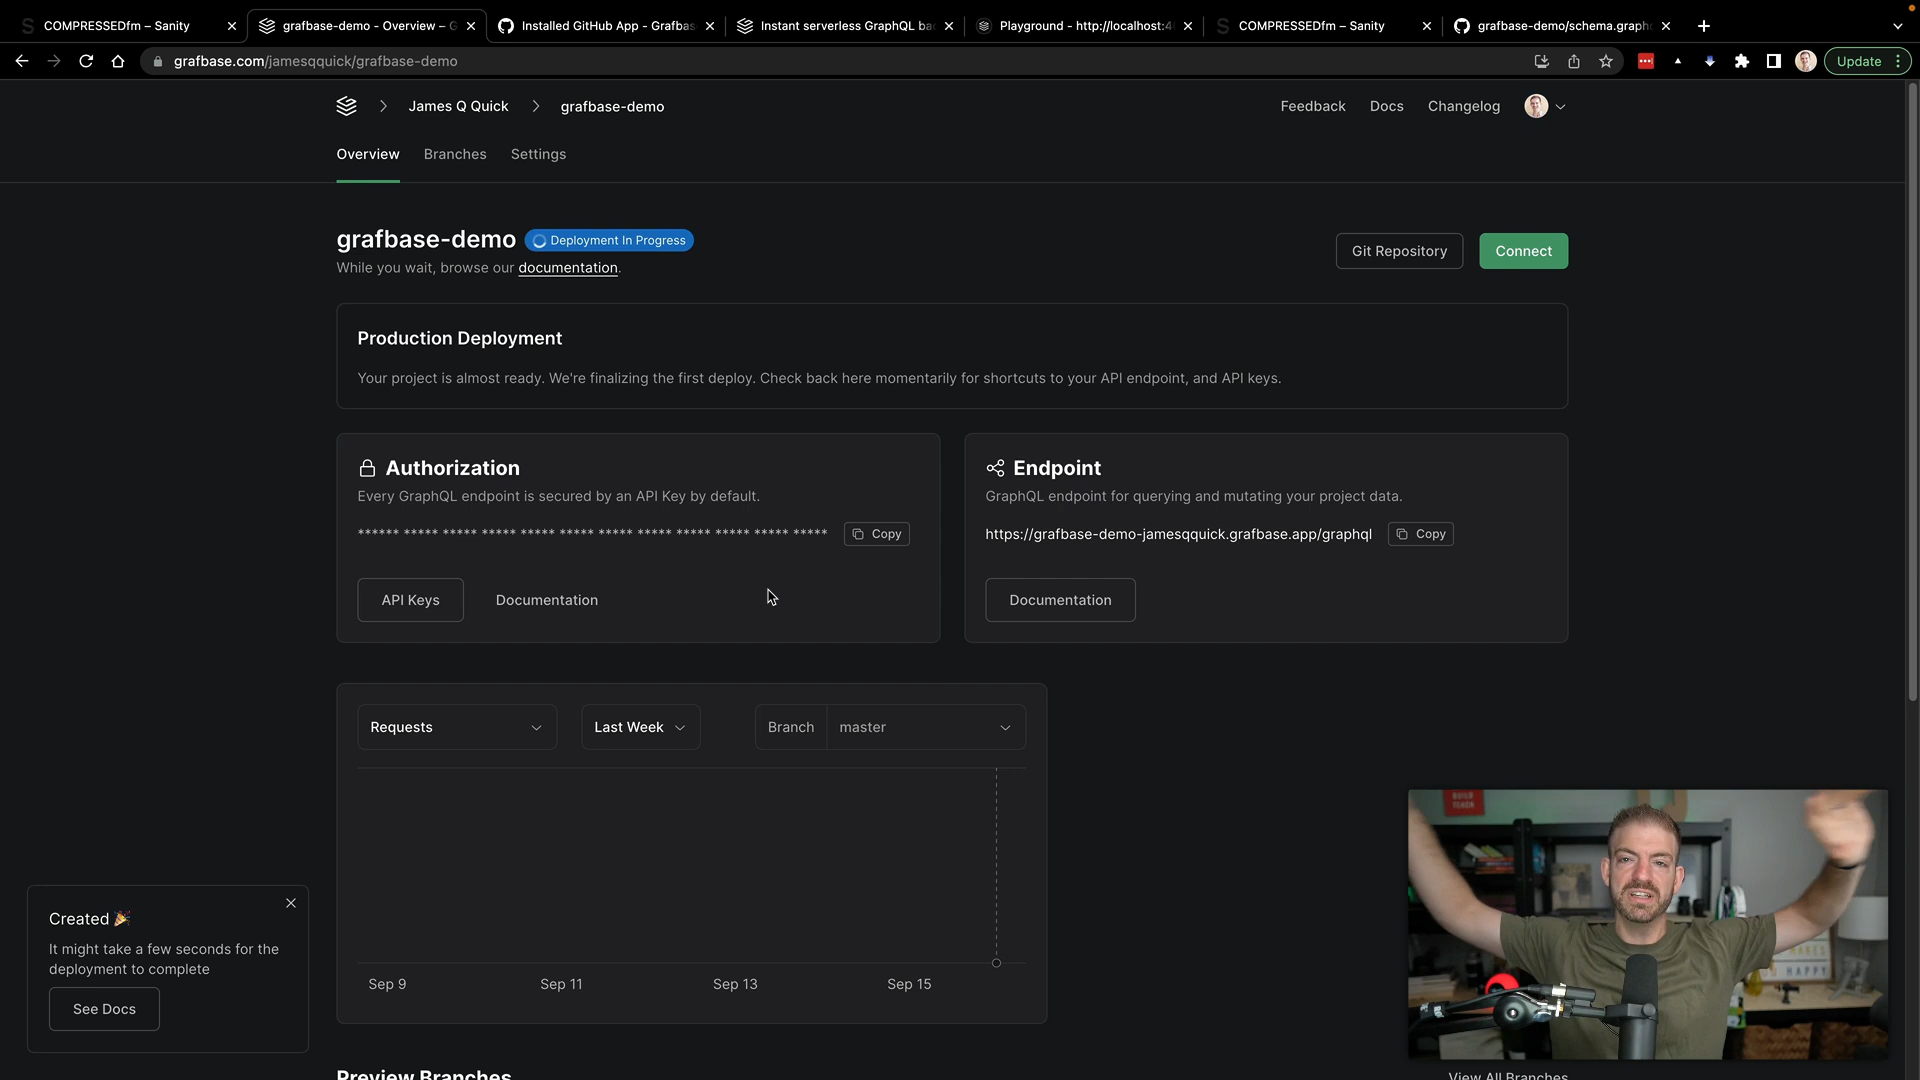 COMPRESSEDfm – Sanity
grafbase-demo - Overview – G
Installed GitHub App - Grafbas
Instant serverless GraphQL ba
Playground - http://localhost:4
COMPRESSEDfm – Sanity
grafbase-demo/schema.graph
grafbase.com/jamesqquick/grafbase-demo
Update
James Q Quick
grafbase-demo
Feedback
Docs
Changelog
Overview
Branches
Settings
grafbase-demo
Deployment In Progress
While you wait, browse our documentation.
Git Repository
Connect
Production Deployment
Your project is almost ready. We're finalizing the first deploy. Check back here momentarily for shortcuts to your API endpoint, and API keys.
Authorization
Every GraphQL endpoint is secured by an API Key by default.
****** ***** ***** ***** ***** ***** ***** ***** ***** ***** ***** *****
Copy
API Keys
Documentation
Endpoint
GraphQL endpoint for querying and mutating your project data.
https://grafbase-demo-jamesqquick.grafbase.app/graphql
Copy
Documentation
Requests
Last Week
Branch
master
Sep 9
Sep 11
Sep 13
Sep 15
Created 🎉
It might take a few seconds for the
deployment to complete
See Docs
Preview Branches
View All Branches